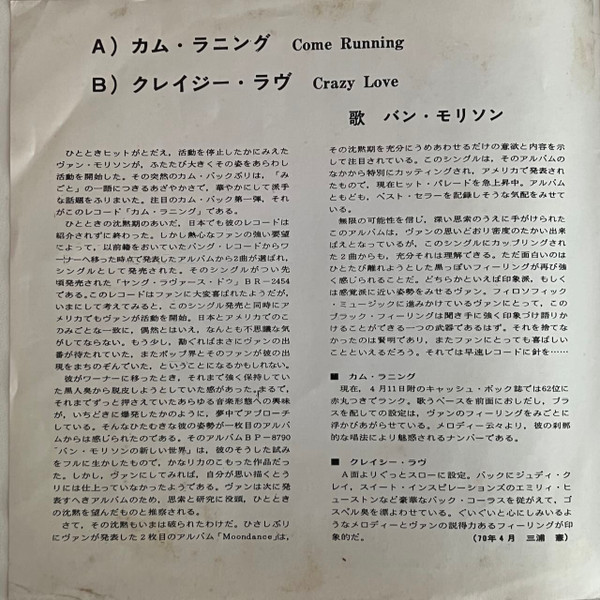 A) カム・ラニング Come Running
B) クレイジー・ラヴ Crazy Love
歌 バン・モリソン
ひとときヒットがとだえ，活動を停止したかにみえた
ヴァン・モリソンが，ふたたび大きくその姿をあらわし
活動を開始した。その突然のカム・バックぶりは，「み
ごと」の一語につきるあざやかさで，華やかにして派手
な話題をふりまいた。注目のカム・バック第一弾，それ
がこのレコード「カム・ラニング」である。
ひとときの沈黙期のあいだ，日本でも彼のレコードは
紹介されずに終わった。しかし熱心なファンの強い要望
によって，以前籍をおいていたバング・レコードからワ
ーナーへ移った時点で発表したアルバムから2曲が選ばれ，
シングルとして発売された。そのシングルがつい先
頃発売された「ヤング・ラヴァース・ドゥ」BR－2454
である。このレコードはファンに大変喜ばれたようだが，
いまにして考えてみると，このシングル発売と同時にア
メリカでもヴァンが活動を開始。日本とアメリカでのこ
のみごとな一致に，偶然とはいえ，なんとも不思議な気
がしてならない。もう少し，勘ぐればまさにヴァンの出
番が待たれていた，またポップ界とそのファンが彼の出
現をまちのぞんでいた，ということになるかもしれない。
彼がワーナーに移ったとき，それまで強く保持してい
た黒人臭から脱皮しようとしていた感があった。まるで，
それまでずっと押さえていたあらゆる音楽形態への興味
が，いちどきに爆発したかのように，夢中でアプローチ
している。そんなひたむきな彼の姿勢が一枚目のアルバ
ムからは感じられたのである。そのアルバムBP－8790
「バン・モリソンの新しい世界」は，彼のそうした試み
をフルに生かしたもので，かなりカのこもった作品だっ
た。しかし，ヴァンにしてみれば，自分が思い描くとう
りには仕上っていなかったようである。ヴァンは次に発
表すべきアルバムのため，思索と研究に没頭，ひととき
の沈黙を望んだものと推察される。
さて，その沈黙もいまは破られたわけだ。ひさしぶり
にヴァンが発表した2枚目のアルバム「Moondance」は，
その沈黙期を充分にうめあわせるだけの意欲と内容を示
して注目されている。このシングルは，そのアルバムの
なかから特別にカッティングされ，アメリカで発表され
たもので，現在ヒット・パレードを急上昇中。アルバム
ともども，ベスト・セラーを記録しそうな気配をみせて
いる。
無限の可能性を信じ，深い思索のうえに手がけられた
このアルバムは，ヴァンの思いどおり密度のたかい出来
ばえとなっているが，このシングルにカップリングされ
た2曲からも，充分それは理解できる。ただ面白いのは
ひとたび離れようとした黒っぽいフィーリングが再び強
く感じられることだ。どちらかといえば印象派，もしく
は感覚派に近い姿勢をみせるヴァン。フィロソフィッ
ク・ミュージックに進みかけているヴァンにとって，この
ブラック・フィーリングは聞き手に強く印象づけ語りか
けることができる一つの武器であるはず。それを捨てな
かったのは賢明であり，またファンにとっても喜ばしい
ことといえるだろう。それでは早速レコードに針を……
■ カム・ラニング
現在，4月11日附のキャッシュ・ボック誌では62位に
赤丸つきでランク。歌うベースを前面におしだし，ブラ
スを配しての設定は，ヴァンのフィーリングをみごとに
浮かびあがらせている。メロディー云々より，彼の刹那
的な唱法により魅惑されるナンバーである。
■ クレイシー・ラヴ
A面よりぐっとスローに設定。バックにジュディ・ク
レイ，スイート・インスピレーションズのエミリィ・ヒ
ューストンなど豪華なバック・コーラスを従がえて，ゴ
スペル臭を漂よわせている。ぐいぐいと心にしみいるよ
うなメロディーとヴァンの説得力あるフィーリングが印
象的だ。 (70年4月 三浦 憲)